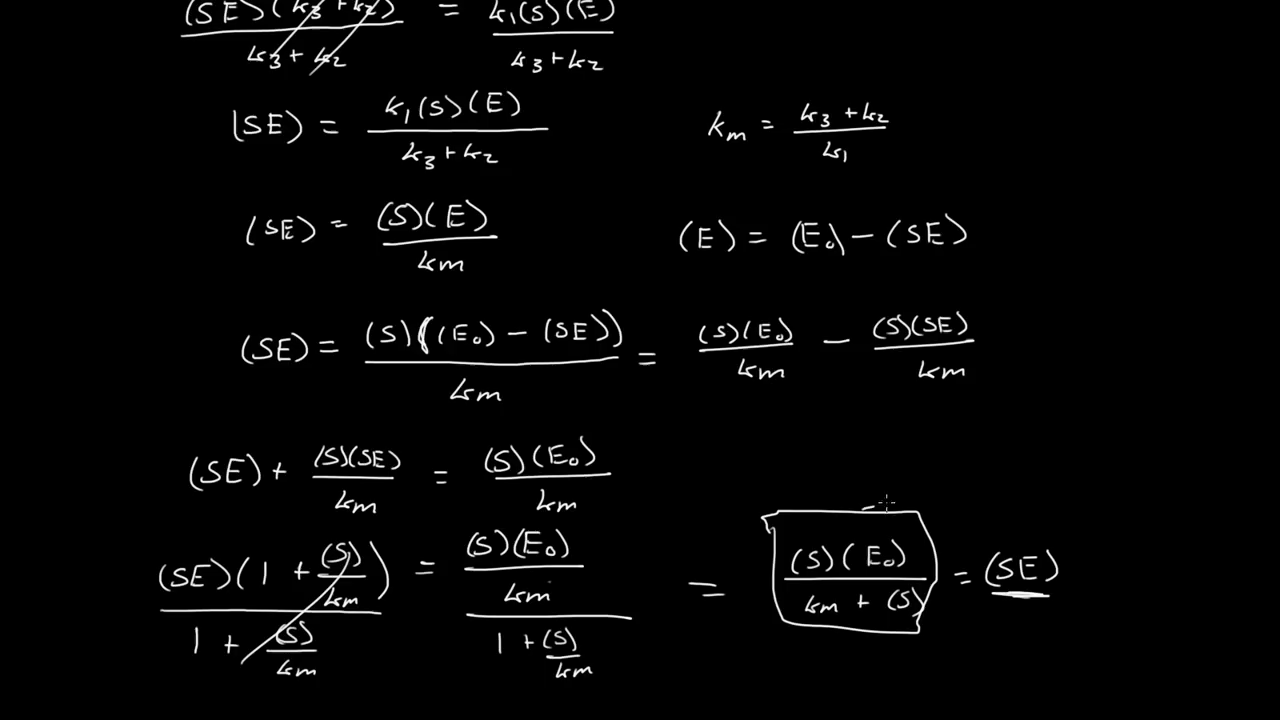 (SE)(k3+k2) / k3+k2 = k1(S)(E) / k3+k2
(SE) = k1(S)(E) / k3+k2
km = k3+k2 / k1
(SE) = (S)(E) / km
(E) = (E0) − (SE)
(SE) = (S)((E0) − (SE)) / km = (S)(E0) / km − (S)(SE) / km
(SE) + (S)(SE) / km = (S)(E0) / km
(SE)(1 + (S) / km) / 1 + (S) / km = (S)(E0) / km / 1 + (S) / km = (S)(E0) / km + (S) = (SE)